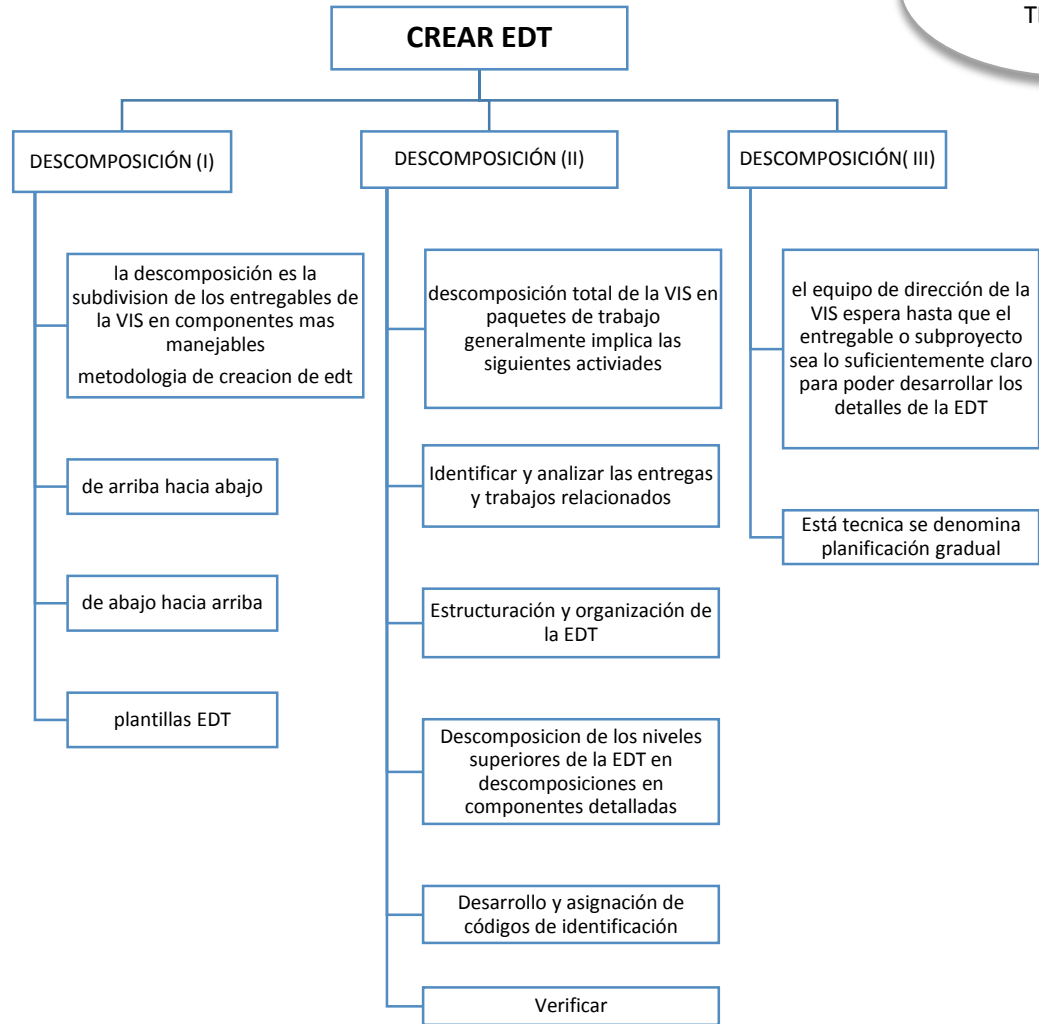 CREAR EDT
DESCOMPOSICIÓN (I)
la descomposición es la
subdivision de los entregables de
la VIS en componentes mas
manejables
metodologia de creacion de edt
de arriba hacia abajo
de abajo hacia arriba
plantillas EDT
DESCOMPOSICIÓN (II)
descomposición total de la VIS en
paquetes de trabajo
generalmente implica las
siguientes activiades
Identificar y analizar las entregas
y trabajos relacionados
Estructuración y organización de
la EDT
Descomposicion de los niveles
superiores de la EDT en
descomposiciones en
componentes detalladas
Desarrollo y asignación de
códigos de identificación
Verificar
DESCOMPOSICIÓN( III)
el equipo de dirección de la
VIS espera hasta que el
entregable o subproyecto
sea lo suficientemente claro
para poder desarrollar los
detalles de la EDT
Está tecnica se denomina
planificación gradual